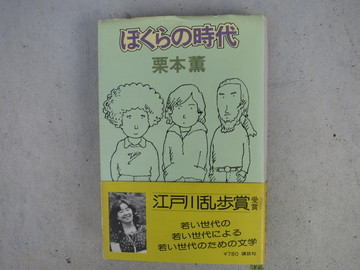 ぼくらの時代
栗本薫
江戸川乱歩賞受賞
若い世代の
若い世代による
若い世代のための文学
¥780 講談社